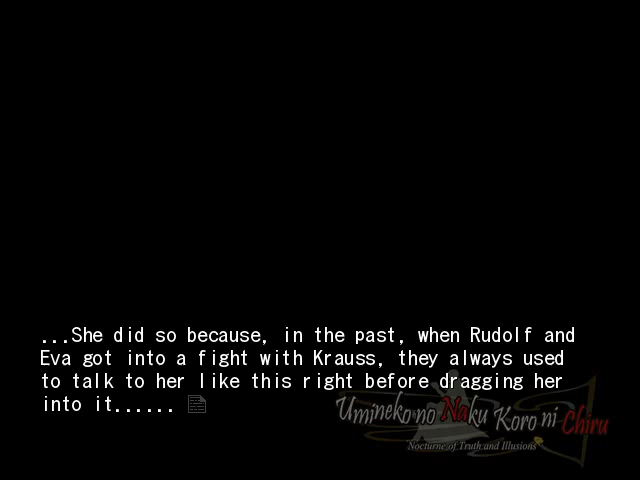 ...She did so because, in the past, when Rudolf and
Eva got into a fight with Krauss, they always used
to talk to her like this right before dragging her
into it......
Umineko no Naku Koro ni Chiru
Nocturne of Truth and Illusions